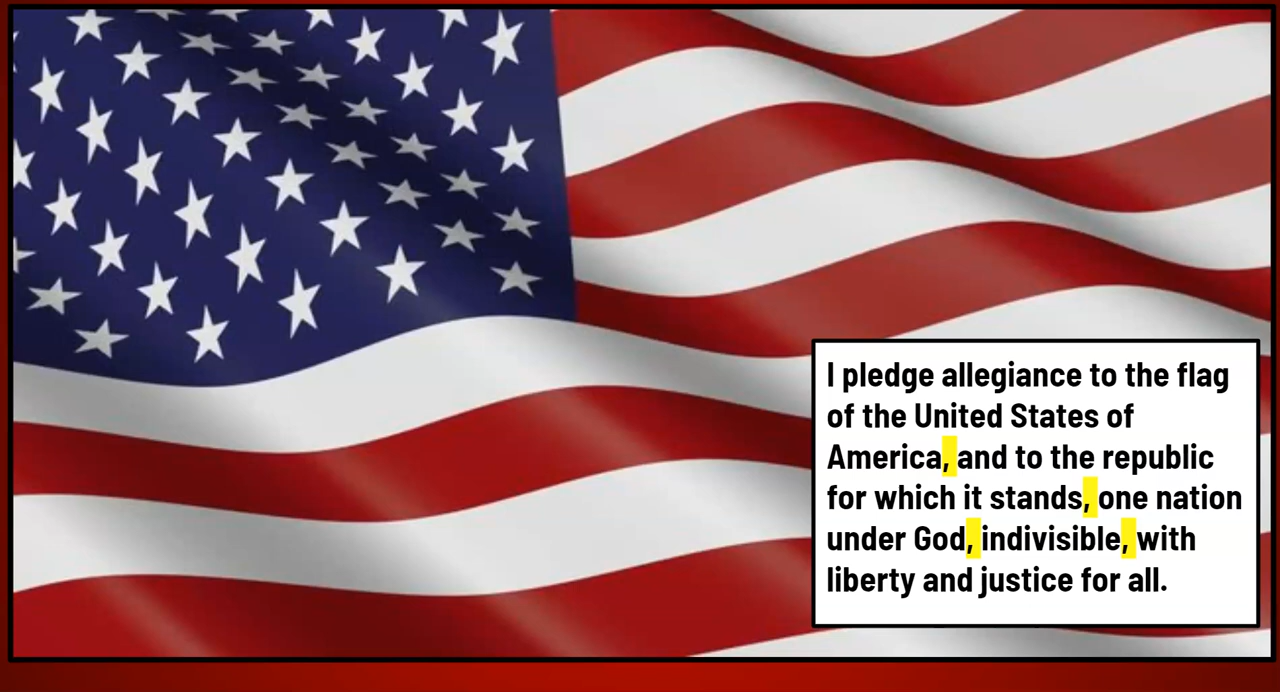 I pledge allegiance to the flag
of the United States of
America, and to the republic
for which it stands, one nation
under God, indivisible, with
liberty and justice for all.